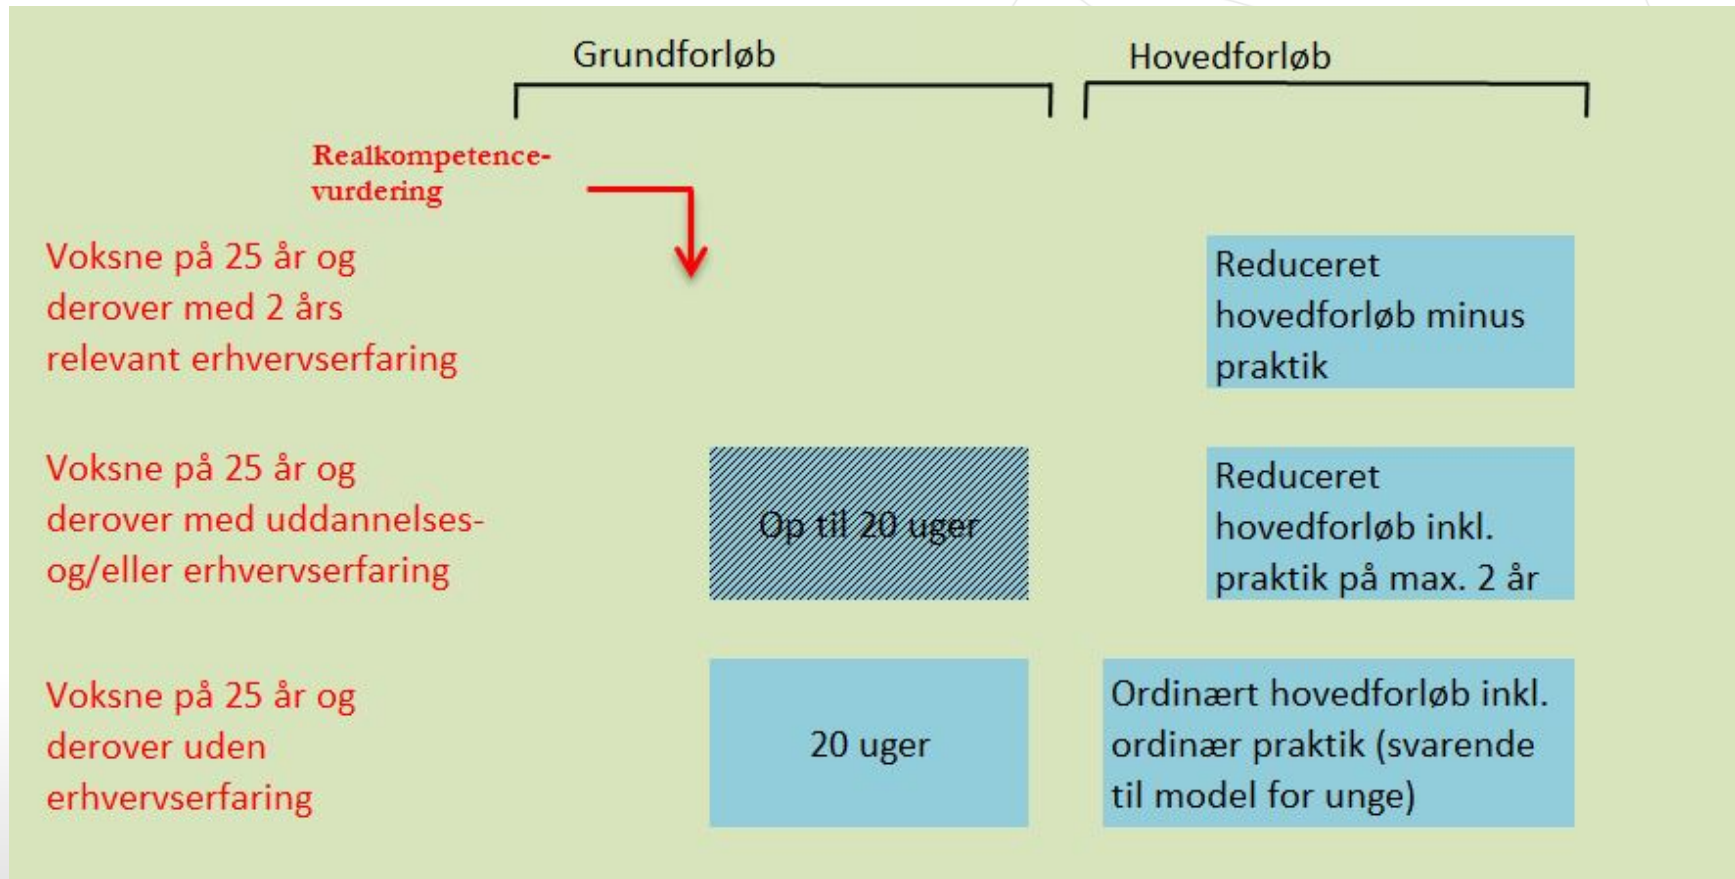 Grundforløb
Hovedforløb
Realkompetence-
vurdering
Voksne på 25 år og
derover med 2 års
relevant erhvervserfaring
Reduceret
hovedforløb minus
praktik
Voksne på 25 år og
derover med uddannelses-
og/eller erhvervserfaring
Op til 20 uger
Reduceret
hovedforløb inkl.
praktik på max. 2 år
Voksne på 25 år og
derover uden
erhvervserfaring
20 uger
Ordinært hovedforløb inkl.
ordinær praktik (svarende
til model for unge)